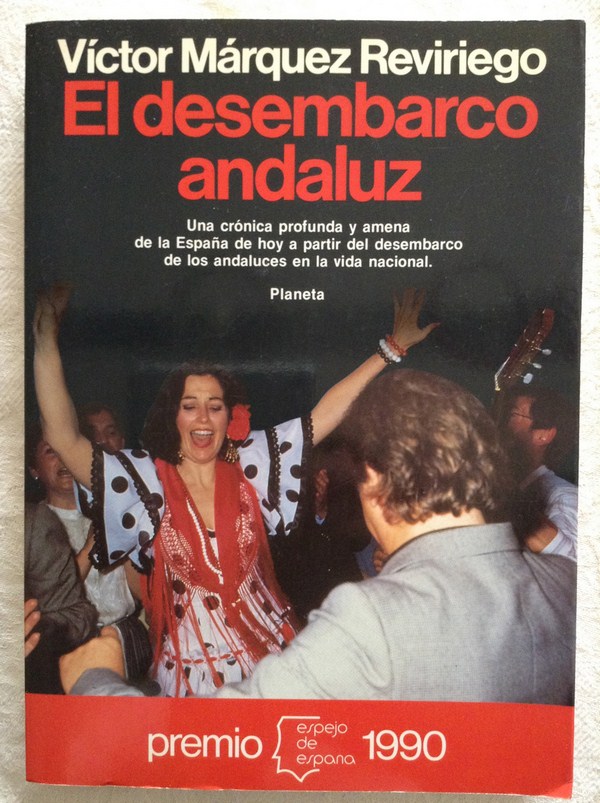 Víctor Márquez Reviriego
El desembarco
andaluz
Una crónica profunda y amena
de la España de hoy a partir del desembarco
de los andaluces en la vida nacional.
Planeta
premio espejo de espana 1990